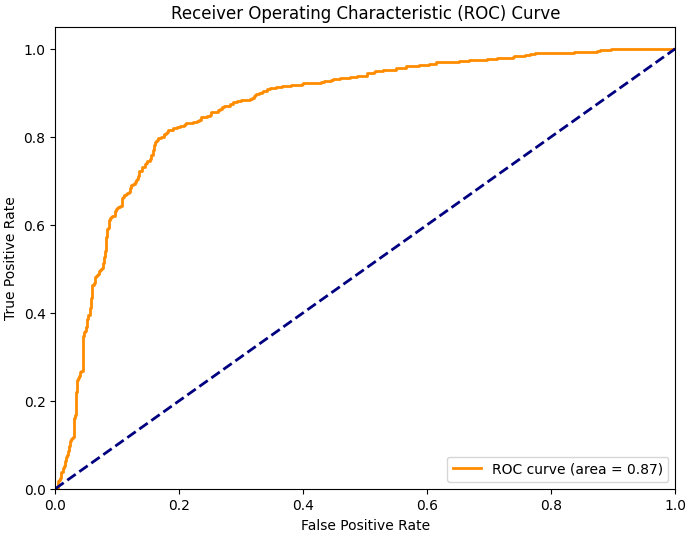 Receiver Operating Characteristic (ROC) Curve
1.0
0.8
0.6
0.4
0.2
0.0
True Positive Rate
ROC curve (area = 0.87)
0.0 0.2 0.4 0.6 0.8 1.0
False Positive Rate